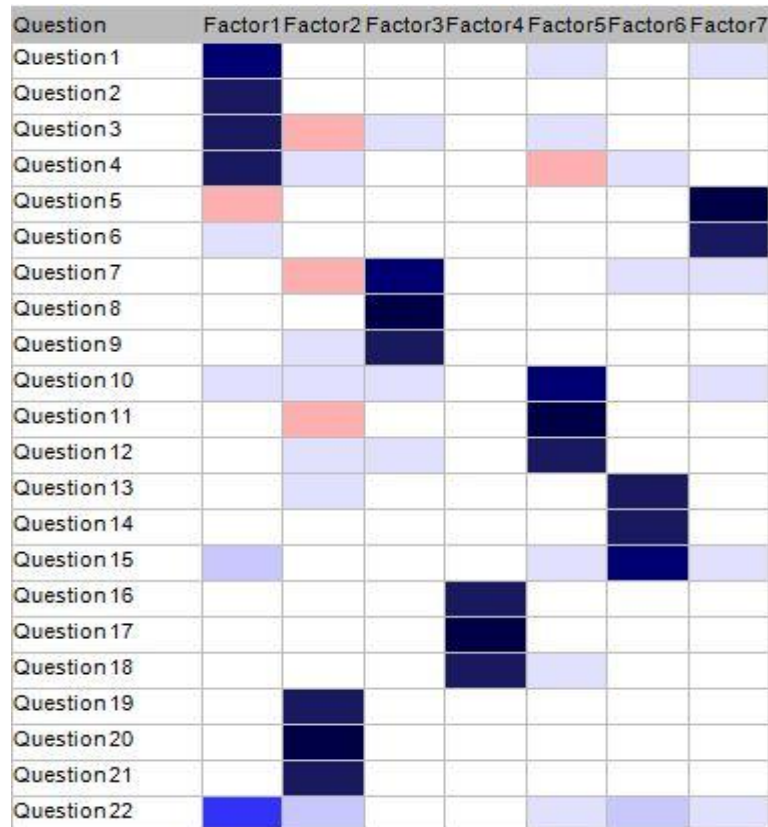 Question Factor1 Factor2 Factor3 Factor4 Factor5 Factor6 Factor7
Question 1
Question 2
Question 3
Question 4
Question 5
Question 6
Question 7
Question 8
Question 9
Question 10
Question 11
Question 12
Question 13
Question 14
Question 15
Question 16
Question 17
Question 18
Question 19
Question 20
Question 21
Question 22